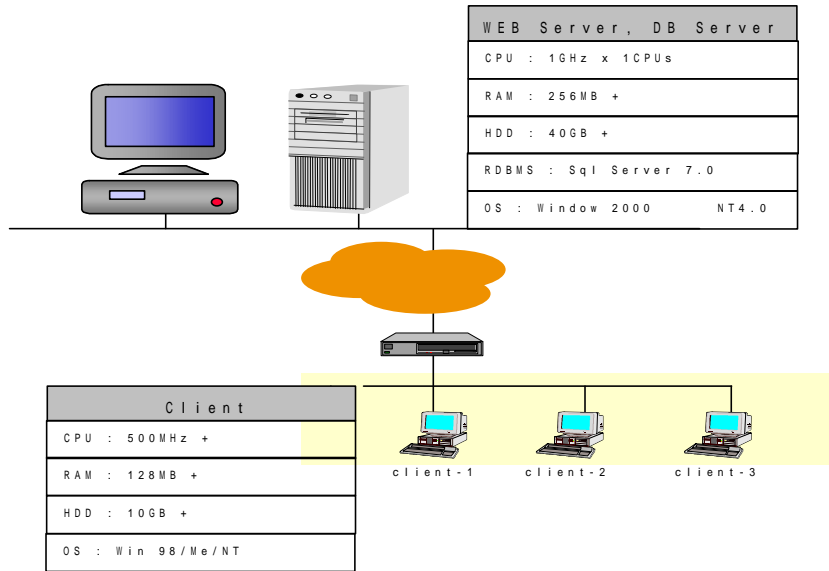 WEB Server, DB Server
CPU : 1GHz x 1CPUs
RAM : 256MB +
HDD : 40GB +
RDBMS : Sql Server 7.0
OS : Window 2000 NT4.0
Client
CPU : 500MHz +
RAM : 128MB +
HDD : 10GB +
OS : Win 98/Me/NT
client-1 client-2 client-3